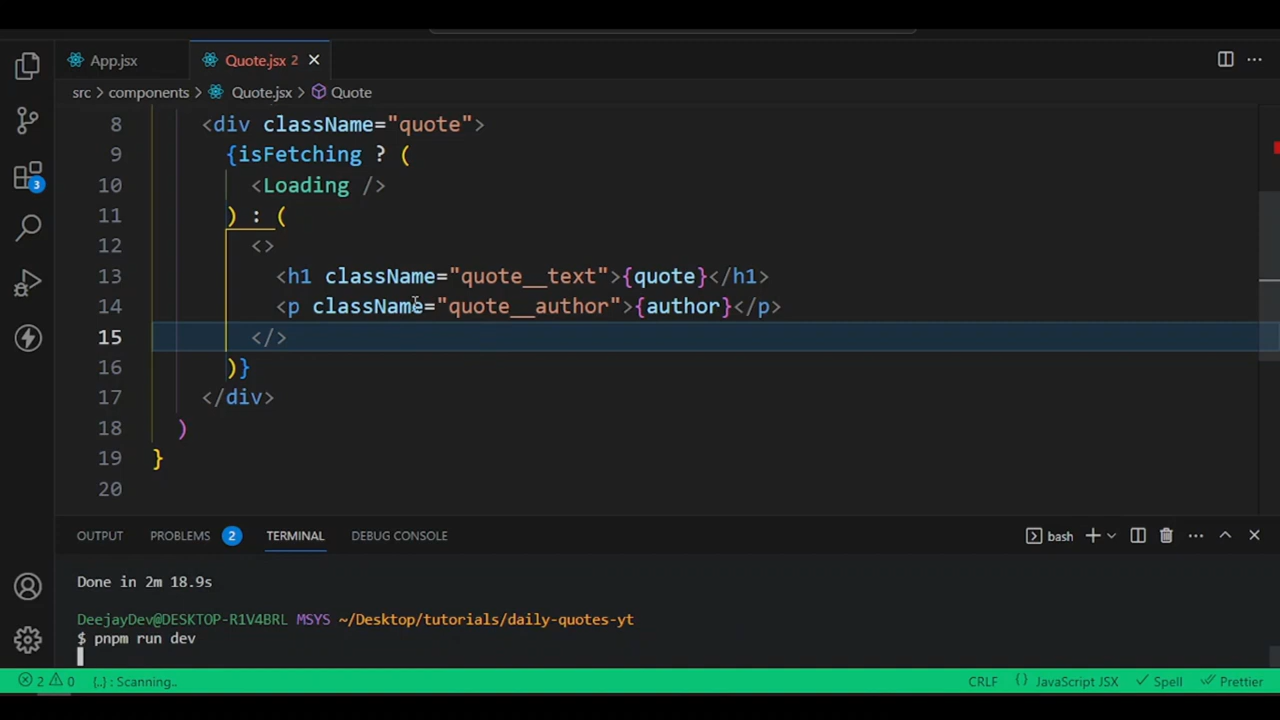 App.jsx
Quote.jsx 2
src > components > Quote.jsx > Quote
8 <div className="quote">
9 {isFetching ? (
10 <Loading />
11 ) : (
12 <>
13 <h1 className="quote__text">{quote}</h1>
14 <p className="quote__author">{author}</p>
15 </>
16 )}
17 </div>
18 )
19 }
20
3
OUTPUT PROBLEMS 2 TERMINAL DEBUG CONSOLE bash
Done in 2m 18.9s
DeejayDev@DESKTOP-R1V4BRL MSYS ~/Desktop/tutorials/daily-quotes-yt
$ pnpm run dev
2 0 {..} : Scanning.. CRLF {} JavaScript JSX Spell Prettier